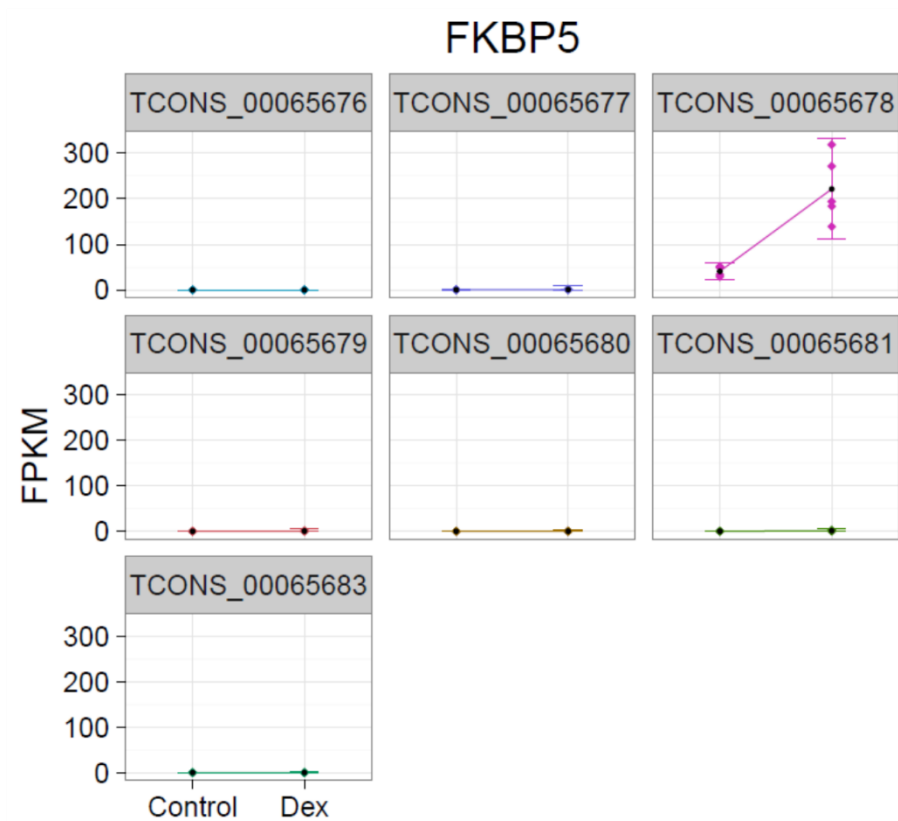 FKBP5
TCONS_00065676 TCONS_00065677 TCONS_00065678
300
200
100
0
TCONS_00065679 TCONS_00065680 TCONS_00065681
FPKM
300
200
100
0
TCONS_00065683
300
200
100
0
Control Dex